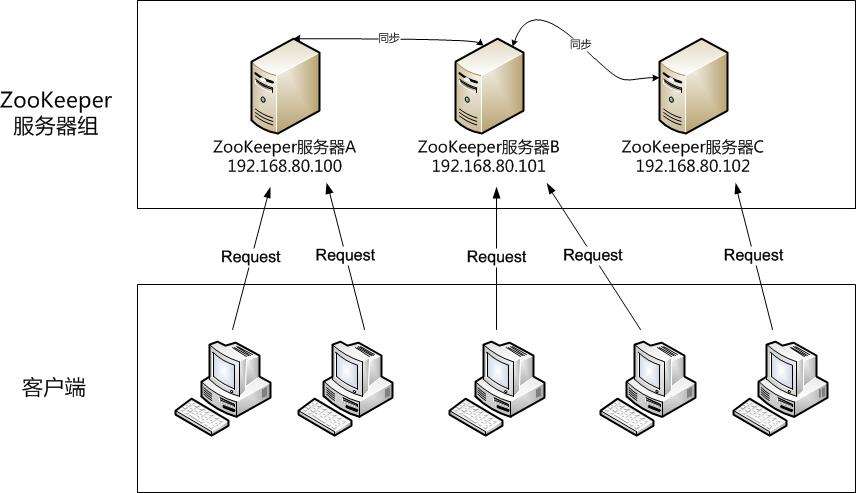 同步
同步
ZooKeeper
服务器组
ZooKeeper服务器A
192.168.80.100
ZooKeeper服务器B
192.168.80.101
ZooKeeper服务器C
192.168.80.102
Request
Request
Request
Request
Request
客户端